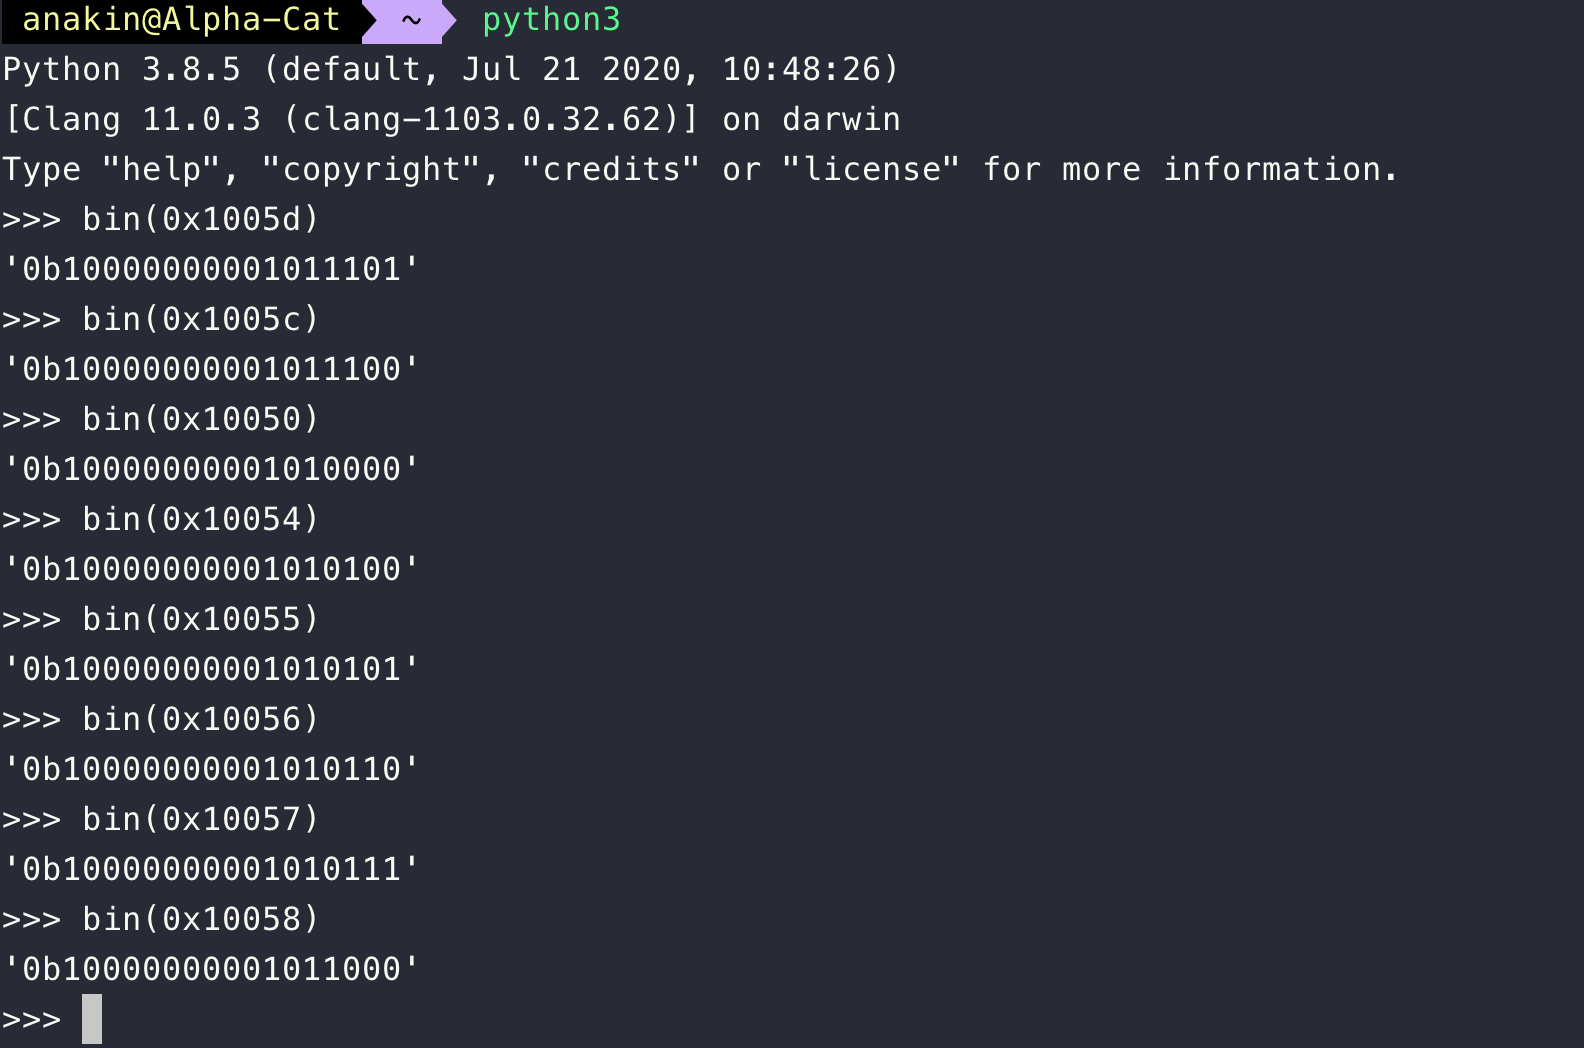 anakin@Alpha-Cat ~ python3
Python 3.8.5 (default, Jul 21 2020, 10:48:26)
[Clang 11.0.3 (clang-1103.0.32.62)] on darwin
Type "help", "copyright", "credits" or "license" for more information.
>>> bin(0x1005d)
'0b10000000001011101'
>>> bin(0x1005c)
'0b10000000001011100'
>>> bin(0x10050)
'0b10000000001010000'
>>> bin(0x10054)
'0b10000000001010100'
>>> bin(0x10055)
'0b10000000001010101'
>>> bin(0x10056)
'0b10000000001010110'
>>> bin(0x10057)
'0b10000000001010111'
>>> bin(0x10058)
'0b10000000001011000'
>>>